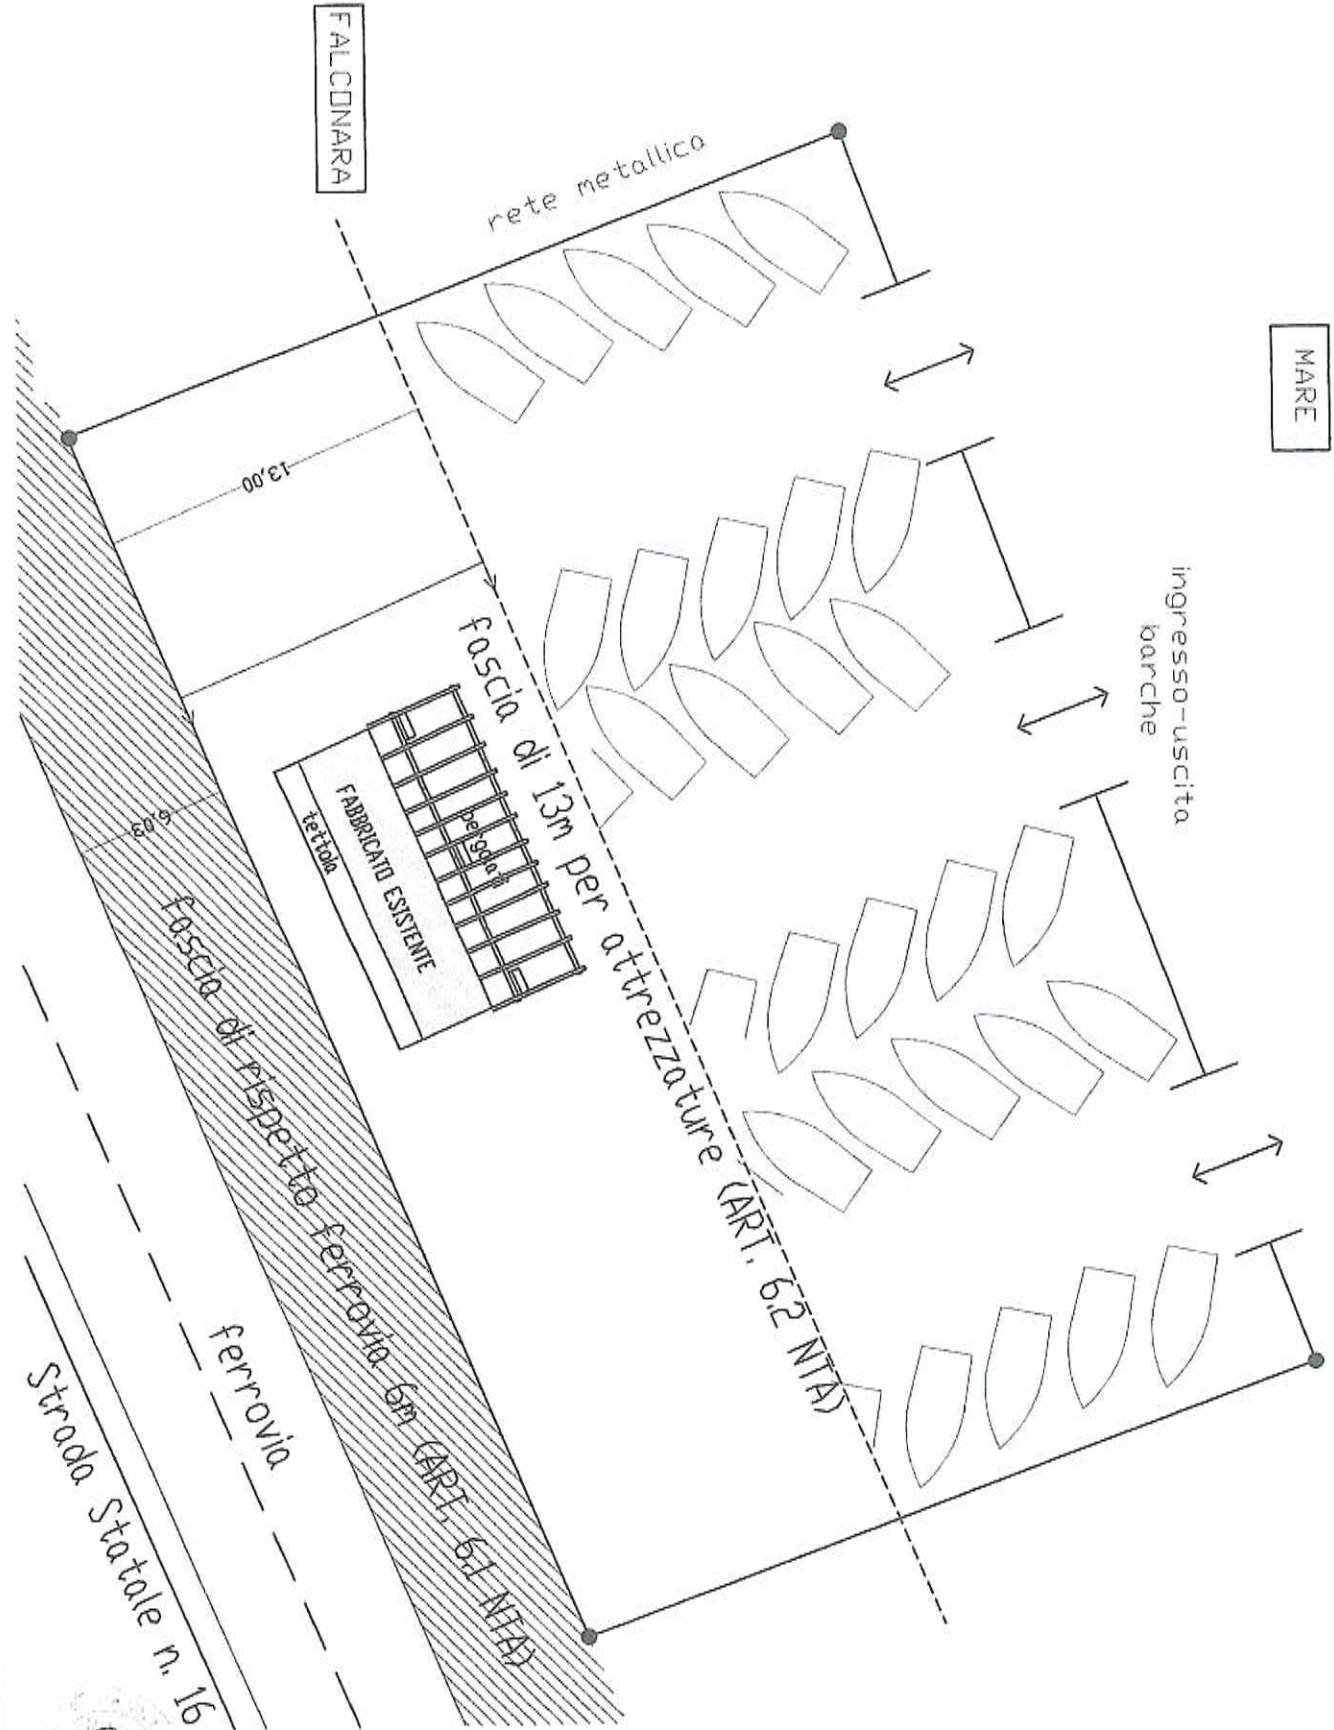 FALCONARA
MARE
rete metallica
ingresso-uscita
barche
13,00
fascia di 13m per attrezzature (ART. 6.2 NTA)
pergolati
FABBRICATO ESISTENTE
tettoia
6,03
fascia di rispetto ferrovia 6m (ART. 6.1 NTA)
ferrovia
Strada Statale n. 16